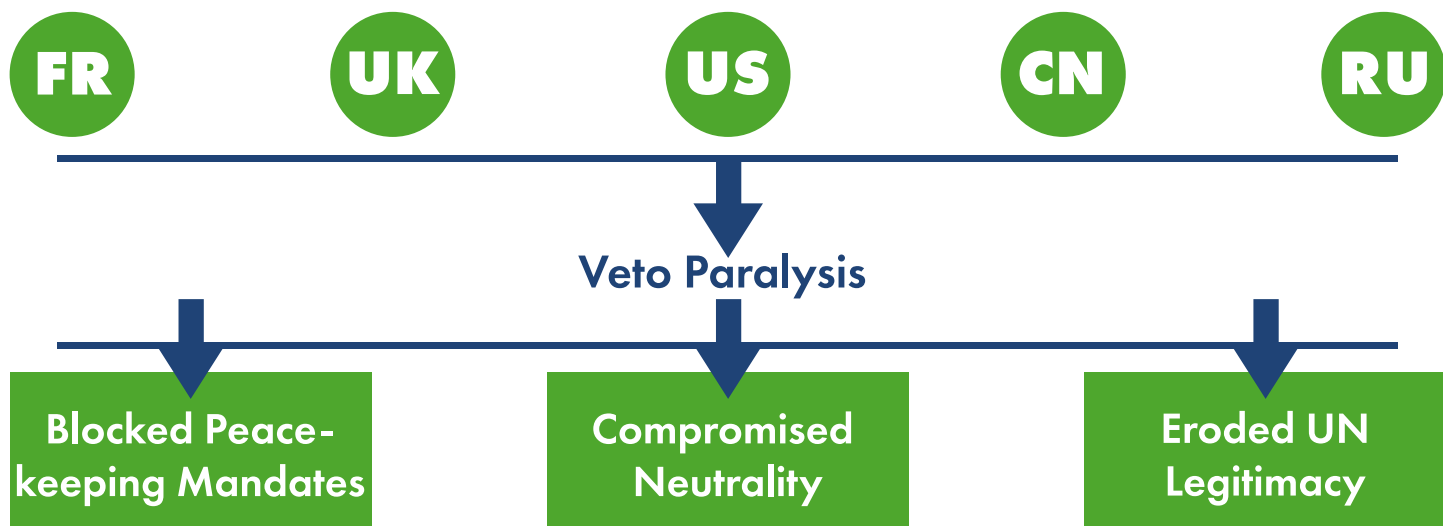 FR
UK
US
CN
RU
Veto Paralysis
Blocked Peace-
keeping Mandates
Compromised
Neutrality
Eroded UN
Legitimacy